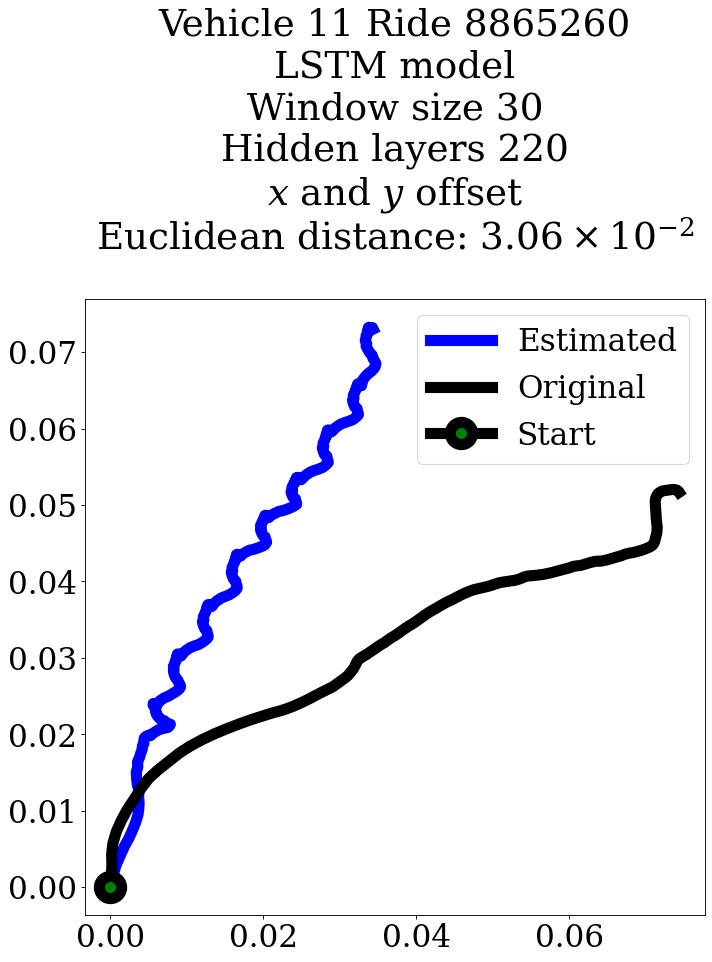 Vehicle 11 Ride 8865260
LSTM model
Window size 30
Hidden layers 220
x and y offset
Euclidean distance: 3.06 × 10⁻²
Estimated
Original
Start
0.07
0.06
0.05
0.04
0.03
0.02
0.01
0.00
0.00 0.02 0.04 0.06